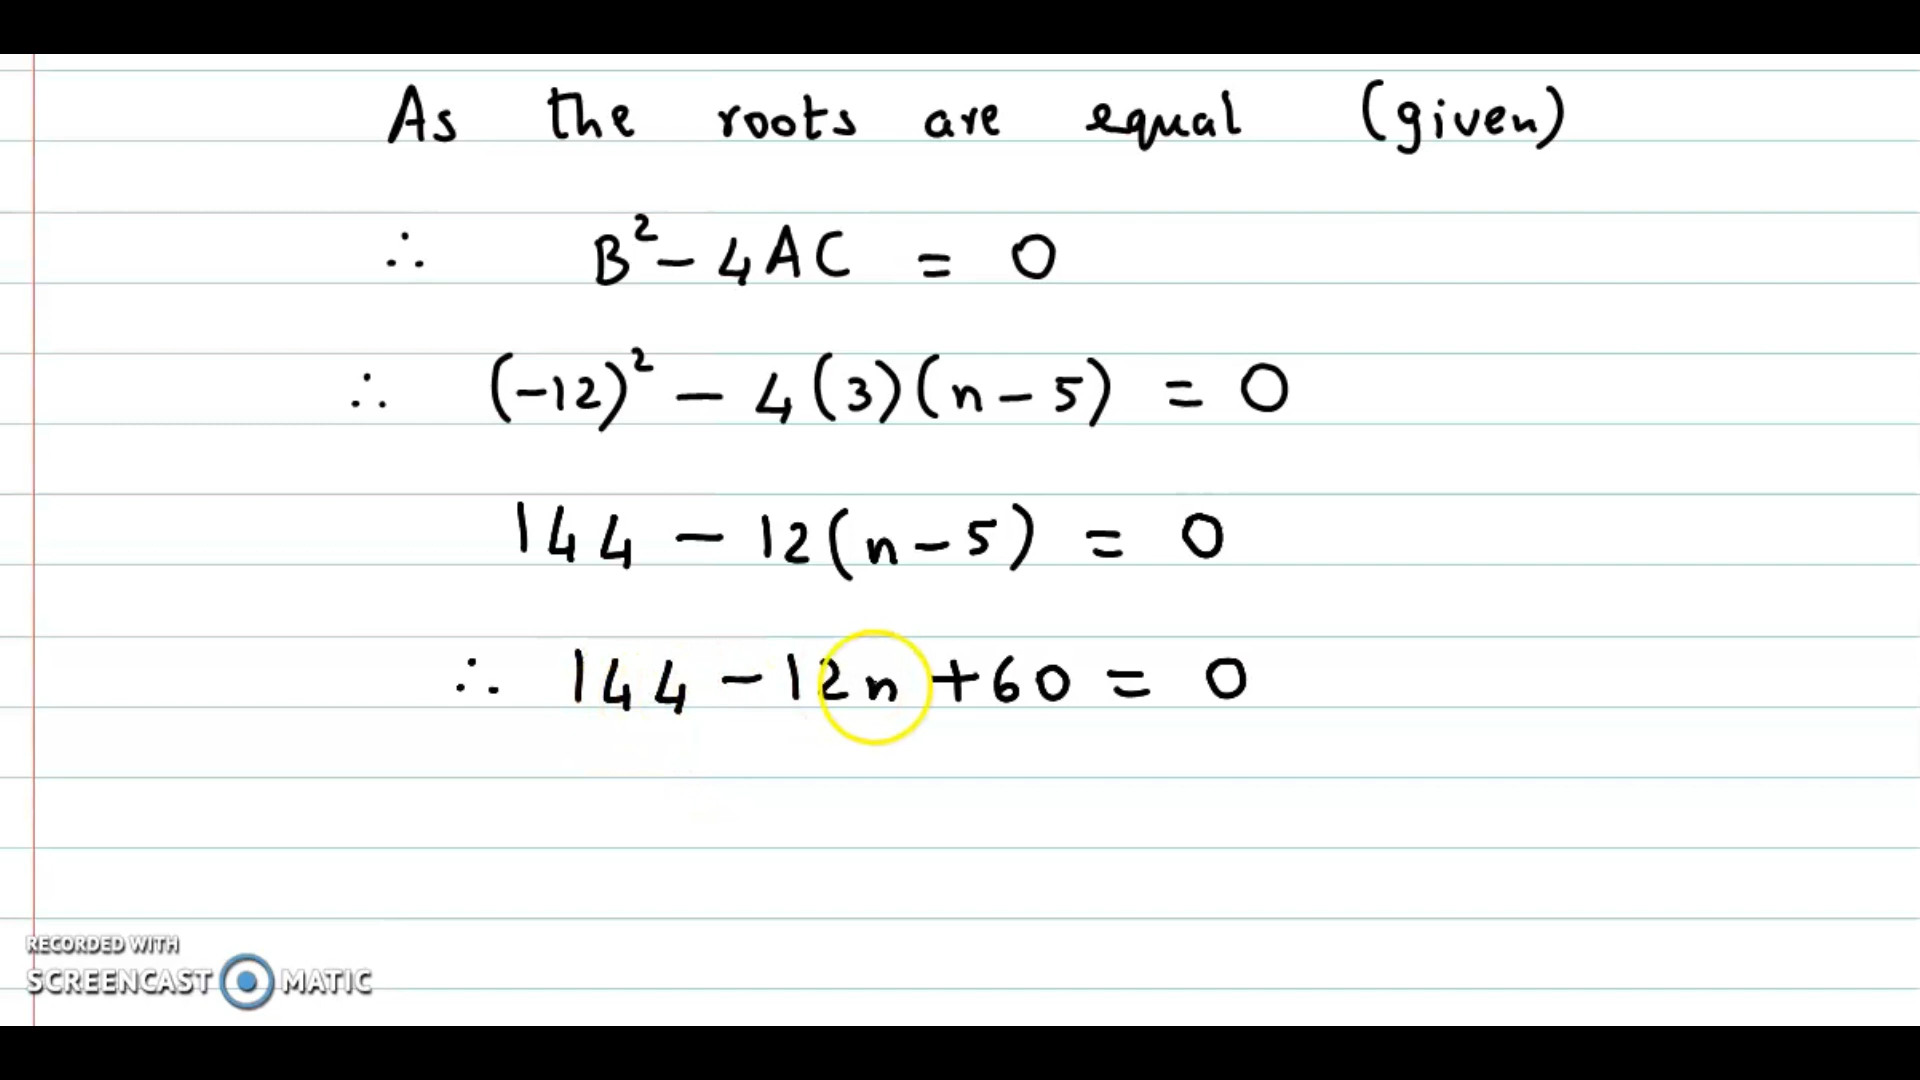 As the roots are equal (given)
∴ B² - 4AC = 0
∴ (-12)² - 4(3)(n - 5) = 0
144 - 12(n - 5) = 0
∴ 144 - 12n + 60 = 0
RECORDED WITH
SCREENCAST MATIC